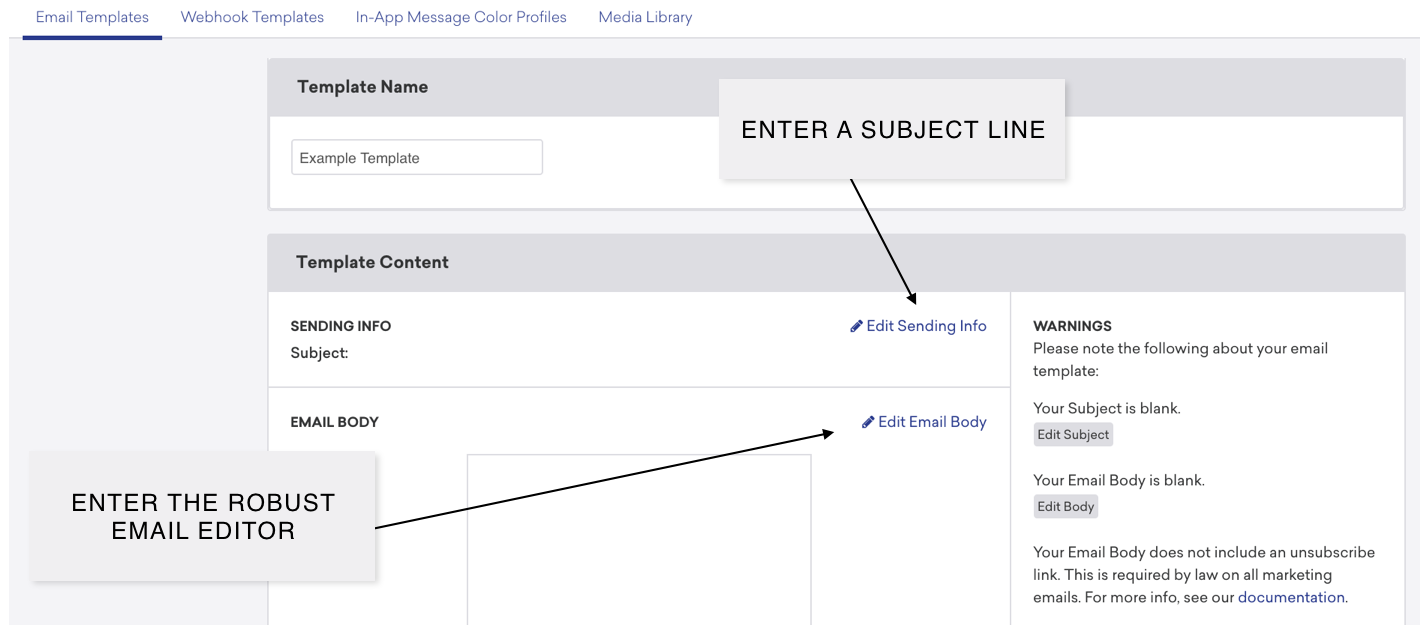 Email Templates Webhook Templates In-App Message Color Profiles Media Library
Template Name
ENTER A SUBJECT LINE
Example Template
Template Content
SENDING INFO
Edit Sending Info
Subject:
EMAIL BODY
Edit Email Body
ENTER THE ROBUST
EMAIL EDITOR
WARNINGS
Please note the following about your email
template:
Your Subject is blank.
Edit Subject
Your Email Body is blank.
Edit Body
Your Email Body does not include an unsubscribe
link. This is required by law on all marketing
emails. For more info, see our documentation.